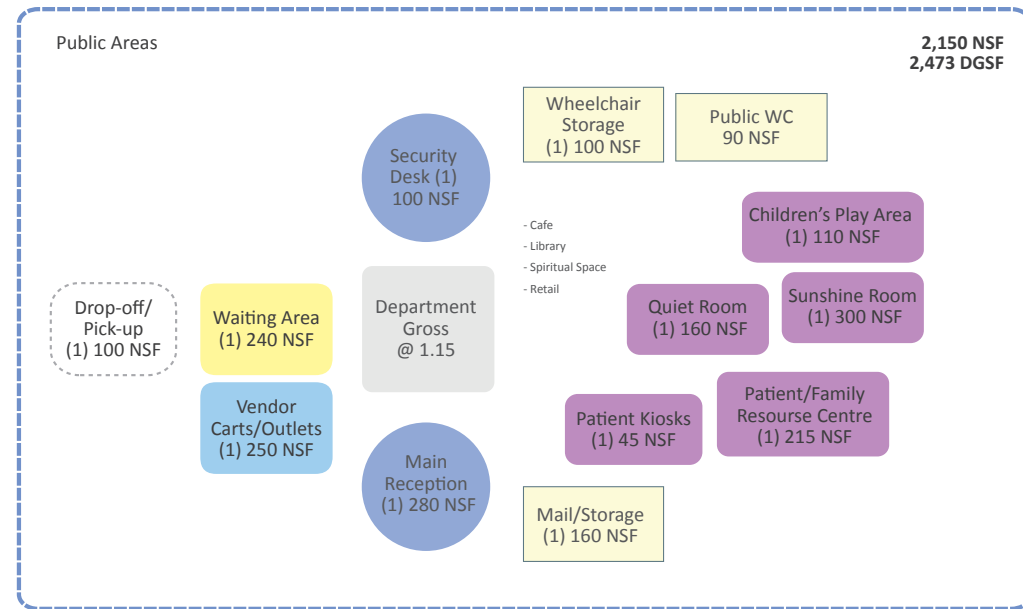 Public Areas
2,150 NSF
2,473 DGSF
Wheelchair
Storage
(1) 100 NSF
Public WC
90 NSF
Security
Desk (1)
100 NSF
Children's Play Area
(1) 110 NSF
- Cafe
- Library
- Spiritual Space
- Retail
Drop-off/
Pick-up
(1) 100 NSF
Waiting Area
(1) 240 NSF
Department
Gross
@ 1.15
Quiet Room
(1) 160 NSF
Sunshine Room
(1) 300 NSF
Vendor
Carts/Outlets
(1) 250 NSF
Patient Kiosks
(1) 45 NSF
Patient/Family
Resourse Centre
(1) 215 NSF
Main
Reception
(1) 280 NSF
Mail/Storage
(1) 160 NSF